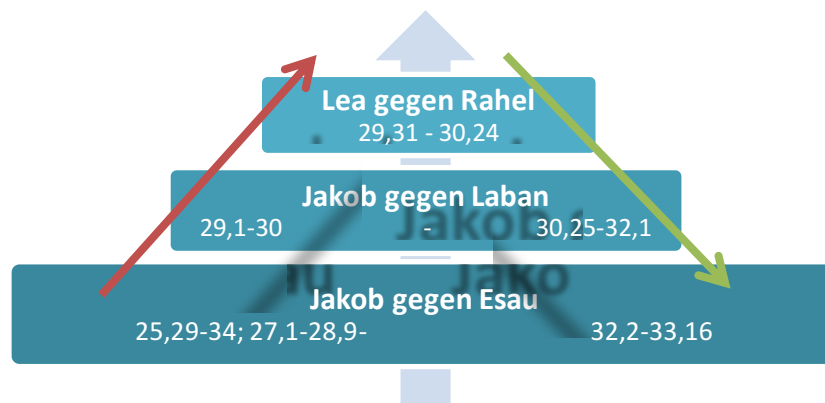 Lea gegen Rahel
29,31 - 30,24
Jakob gegen Laban
29,1-30 - 30,25-32,1
Jakob gegen Esau
25,29-34; 27,1-28,9- 32,2-33,16